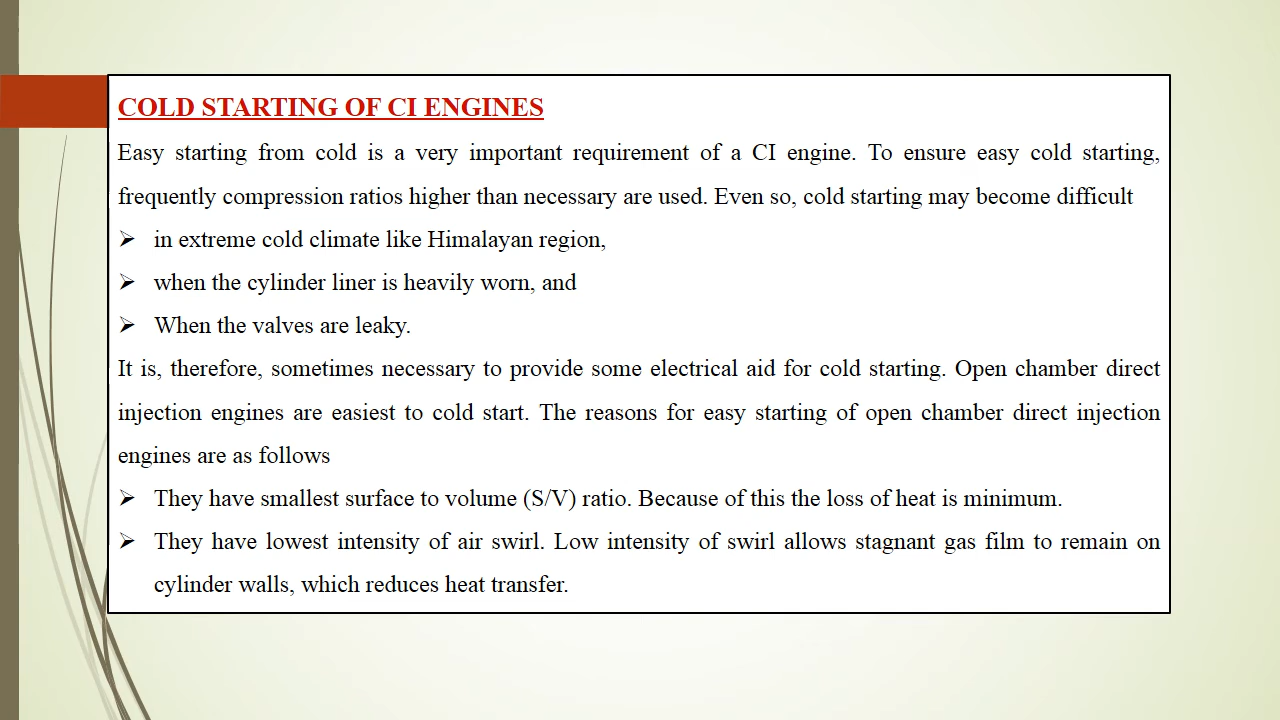 COLD STARTING OF CI ENGINES
Easy starting from cold is a very important requirement of a CI engine. To ensure easy cold starting,
frequently compression ratios higher than necessary are used. Even so, cold starting may become difficult
➢ in extreme cold climate like Himalayan region,
➢ when the cylinder liner is heavily worn, and
➢ When the valves are leaky.
It is, therefore, sometimes necessary to provide some electrical aid for cold starting. Open chamber direct
injection engines are easiest to cold start. The reasons for easy starting of open chamber direct injection
engines are as follows
➢ They have smallest surface to volume (S/V) ratio. Because of this the loss of heat is minimum.
➢ They have lowest intensity of air swirl. Low intensity of swirl allows stagnant gas film to remain on
cylinder walls, which reduces heat transfer.